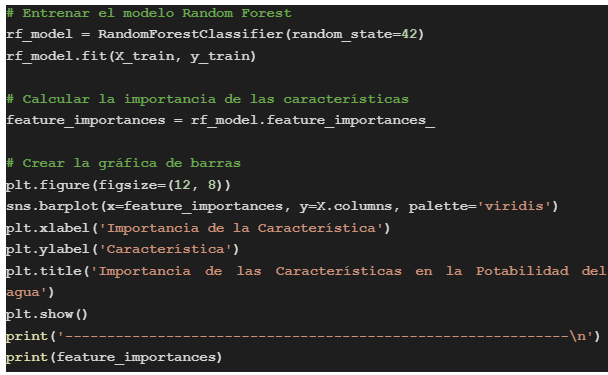 # Entrenar el modelo Random Forest
rf_model = RandomForestClassifier(random_state=42)
rf_model.fit(X_train, y_train)
# Calcular la importancia de las características
feature_importances = rf_model.feature_importances_
# Crear la gráfica de barras
plt.figure(figsize=(12, 8))
sns.barplot(x=feature_importances, y=X.columns, palette='viridis')
plt.xlabel('Importancia de la Característica')
plt.ylabel('Característica')
plt.title('Importancia de las Características en la Potabilidad del
agua')
plt.show()
print('------------------------------------------------------------\n')
print(feature_importances)